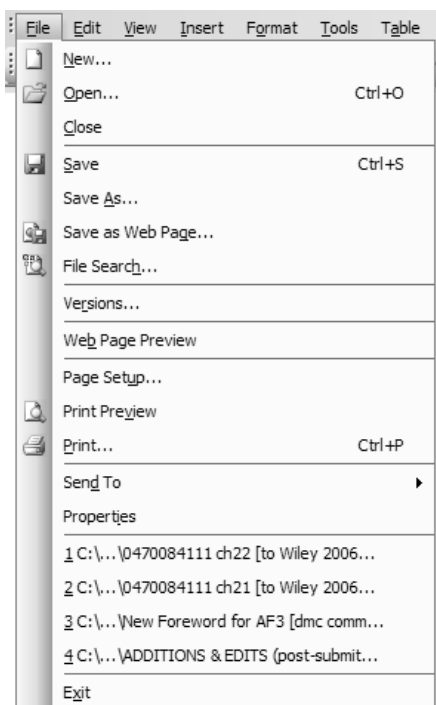 File Edit View Insert Format Tools Table
New...
Open... Ctrl+O
Close
Save Ctrl+S
Save As...
Save as Web Page...
File Search...
Versions...
Web Page Preview
Page Setup...
Print Preview
Print... Ctrl+P
Send To
Properties
1 C:\...\0470084111 ch22 [to Wiley 2006...
2 C:\...\0470084111 ch21 [to Wiley 2006...
3 C:\...\New Foreword for AF3 [dmc comm...
4 C:\...\ADDITIONS & EDITS (post-submit...
Exit